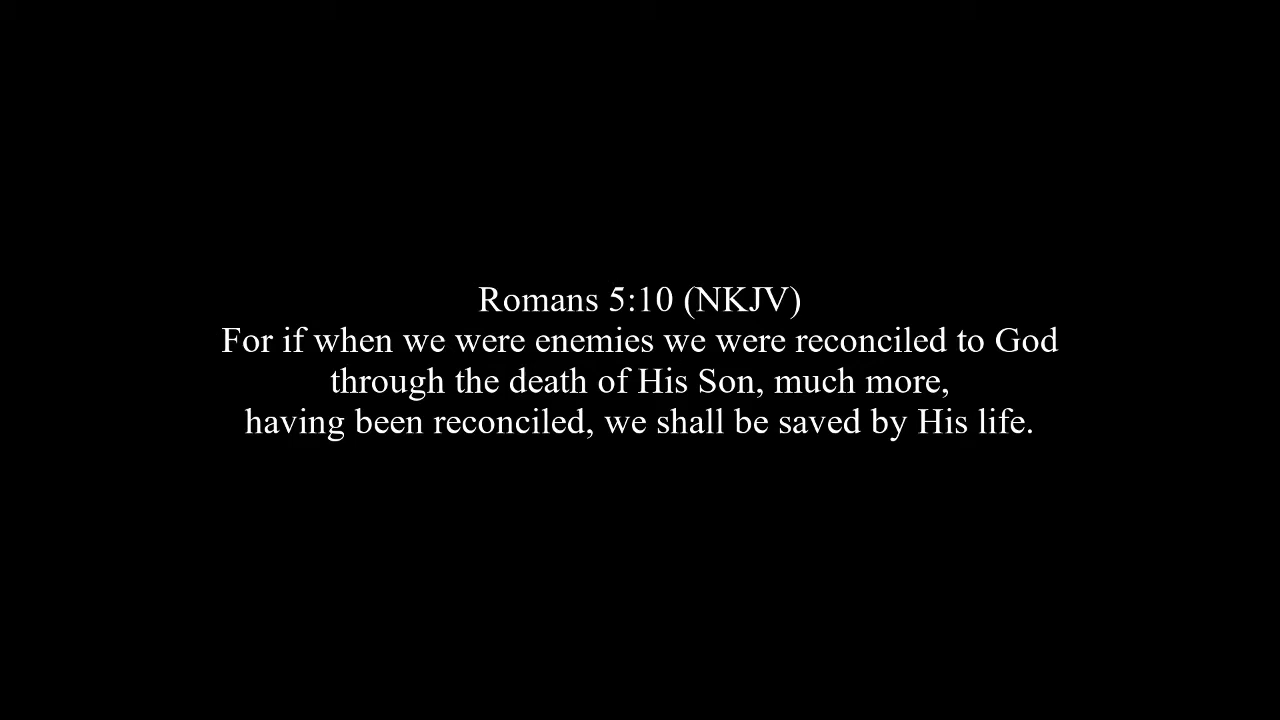 Romans 5:10 (NKJV)
For if when we were enemies we were reconciled to God
through the death of His Son, much more,
having been reconciled, we shall be saved by His life.